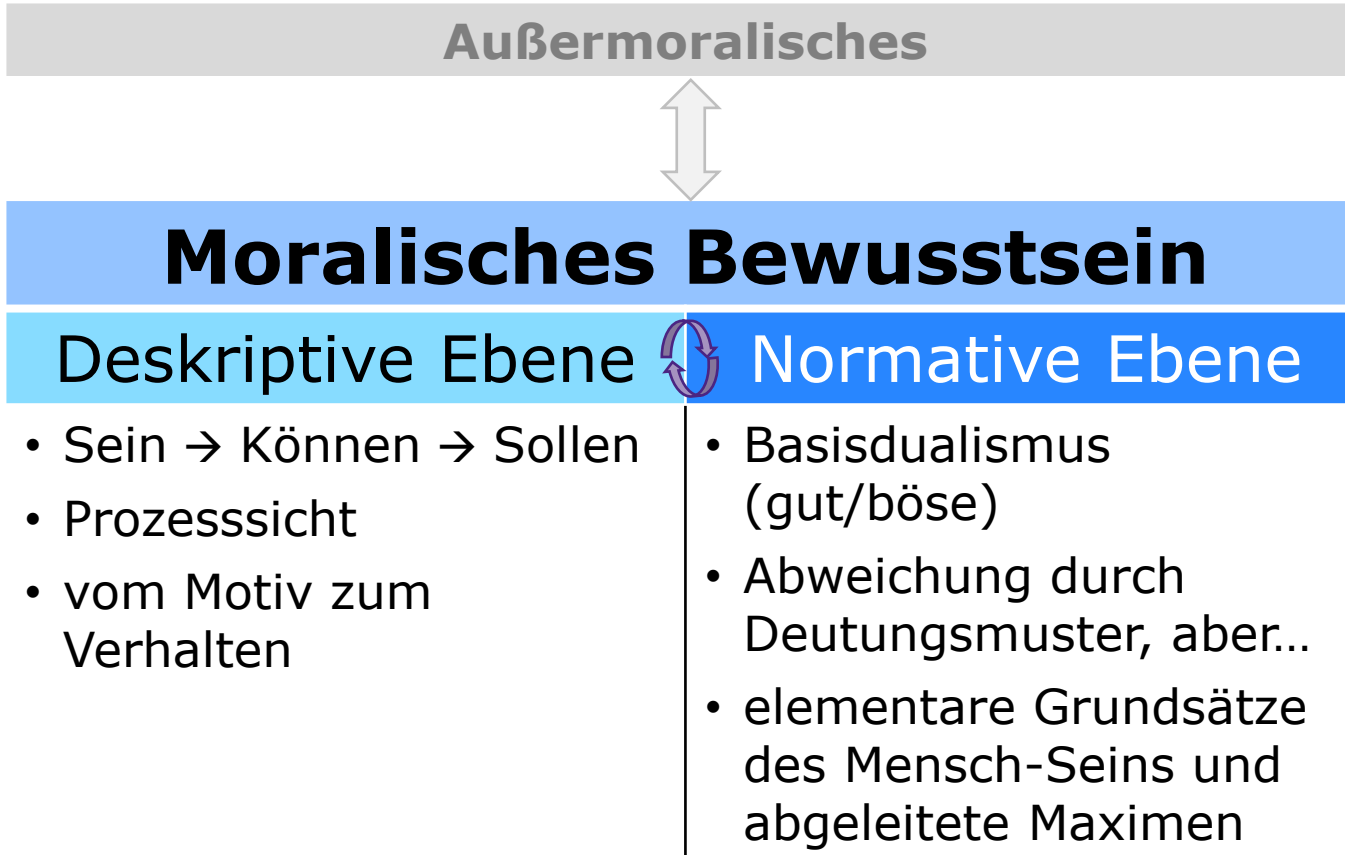 Außermoralisches
Moralisches Bewusstsein
Deskriptive Ebene
Normative Ebene
• Sein → Können → Sollen
• Prozesssicht
• vom Motiv zum
Verhalten
• Basisdualismus
(gut/böse)
• Abweichung durch
Deutungsmuster, aber…
• elementare Grundsätze
des Mensch-Seins und
abgeleitete Maximen